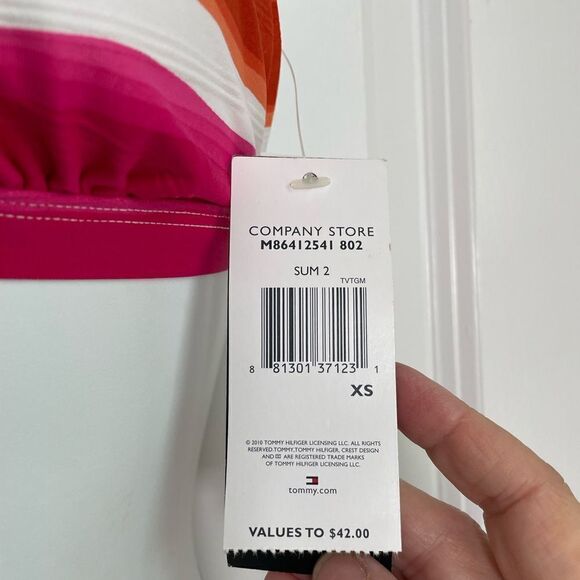 COMPANY STORE
M86412541 802
SUM 2
TVTGM
8 81301 37123 1
XS
© 2010 TOMMY HILFIGER LICENSING LLC. ALL RIGHTS
RESERVED.TOMMY,TOMMY HILFIGER, CREST DESIGN
AND ARE REGISTERED TRADE MARKS
OF TOMMY HILFIGER LICENSING LLC.
tommy.com
VALUES TO $42.00